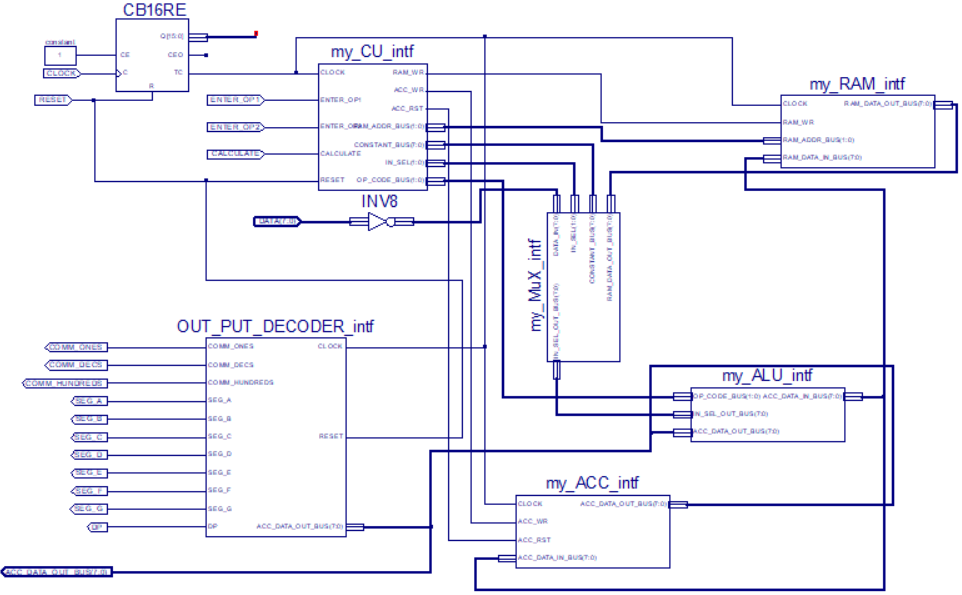 CB16RE
Q(15:0)
constant
1
CE
CEO
CLOCK
C
TC
R
RESET
my_CU_intf
CLOCK
RAM_WR
ACC_WR
ENTER_OP1
ENTER_OP1
ACC_RST
ENTER_OP2
RAM_ADDR_BUS(1:0)
CONSTANT_BUS(7:0)
CALCULATE
CALCULATE
IN_SEL(1:0)
RESET
OP_CODE_BUS(1:0)
my_RAM_intf
CLOCK
RAM_DATA_OUT_BUS(7:0)
RAM_WR
RAM_ADDR_BUS(1:0)
RAM_DATA_IN_BUS(7:0)
INV8
DATA(7:0)
my_MuX_intf
DATA_IN(7:0)
IN_SEL(1:0)
CONSTANT_BUS(7:0)
RAM_DATA_OUT_BUS(7:0)
IN_SEL_OUT_BUS(7:0)
OUT_PUT_DECODER_intf
COMM_ONES
COMM_ONES
CLOCK
COMM_DECS
COMM_DECS
COMM_HUNDREDS
COMM_HUNDREDS
SEG_A
SEG_A
SEG_B
SEG_B
SEG_C
SEG_C
RESET
SEG_D
SEG_D
SEG_E
SEG_E
SEG_F
SEG_F
SEG_G
SEG_G
DP
DP
ACC_DATA_OUT_BUS(7:0)
ACC_DATA_OUT_BUS(7:0)
my_ALU_intf
OP_CODE_BUS(1:0)
ACC_DATA_IN_BUS(7:0)
IN_SEL_OUT_BUS(7:0)
ACC_DATA_OUT_BUS(7:0)
my_ACC_intf
CLOCK
ACC_DATA_OUT_BUS(7:0)
ACC_WR
ACC_RST
ACC_DATA_IN_BUS(7:0)